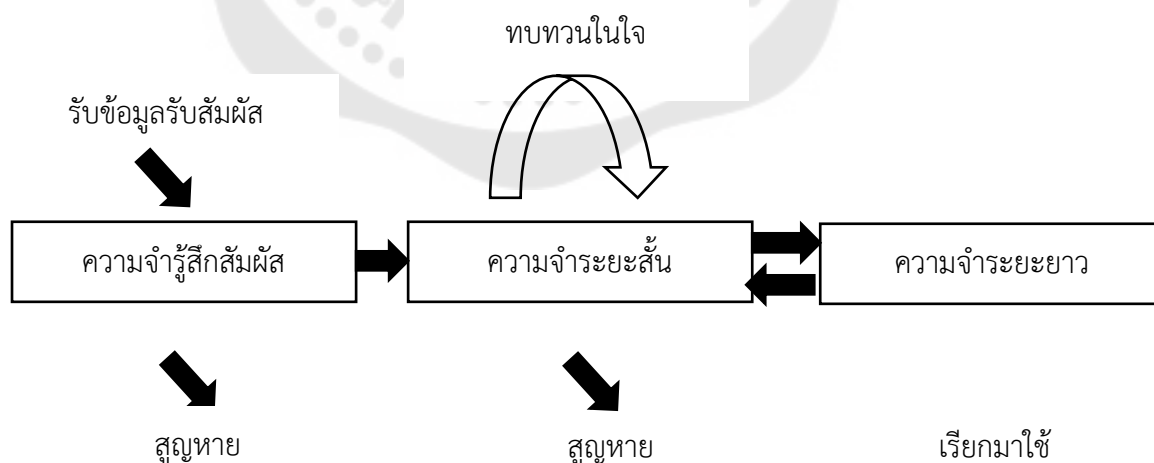 ทบทวนในใจ
รับข้อมูลรับสัมผัส
ความจำรู้สึกสัมผัส
ความจำระยะสั้น
ความจำระยะยาว
สูญหาย
สูญหาย
เรียกมาใช้